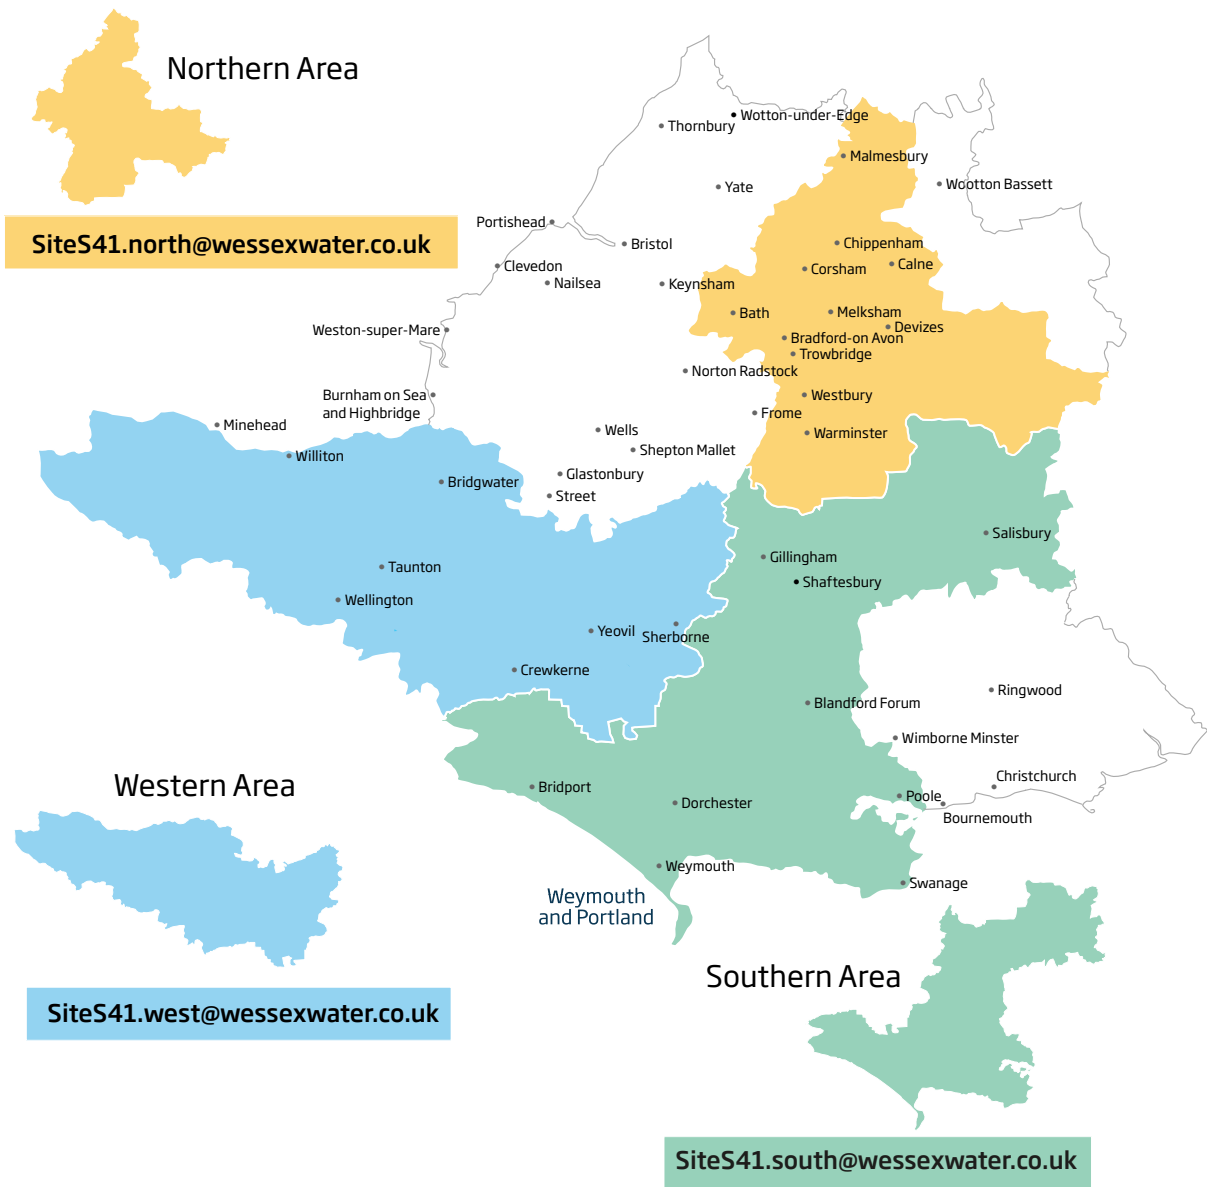 Northern Area
SiteS41.north@wessexwater.co.uk
Wotton-under-Edge
Thornbury
Malmesbury
Yate
Wootton Bassett
Portishead
Bristol
Chippenham
Clevedon
Corsham
Calne
Nailsea
Keynsham
Bath
Melksham
Weston-super-Mare
Devizes
Bradford-on Avon
Trowbridge
Norton Radstock
Burnham on Sea
and Highbridge
Westbury
Frome
Minehead
Wells
Warminster
Williton
Shepton Mallet
Glastonbury
Bridgwater
Street
Salisbury
Gillingham
Taunton
Shaftesbury
Wellington
Yeovil
Sherborne
Crewkerne
Ringwood
Blandford Forum
Wimborne Minster
Christchurch
Western Area
Bridport
Poole
Dorchester
Bournemouth
Weymouth
Swanage
Weymouth
and Portland
Southern Area
SiteS41.west@wessexwater.co.uk
SiteS41.south@wessexwater.co.uk